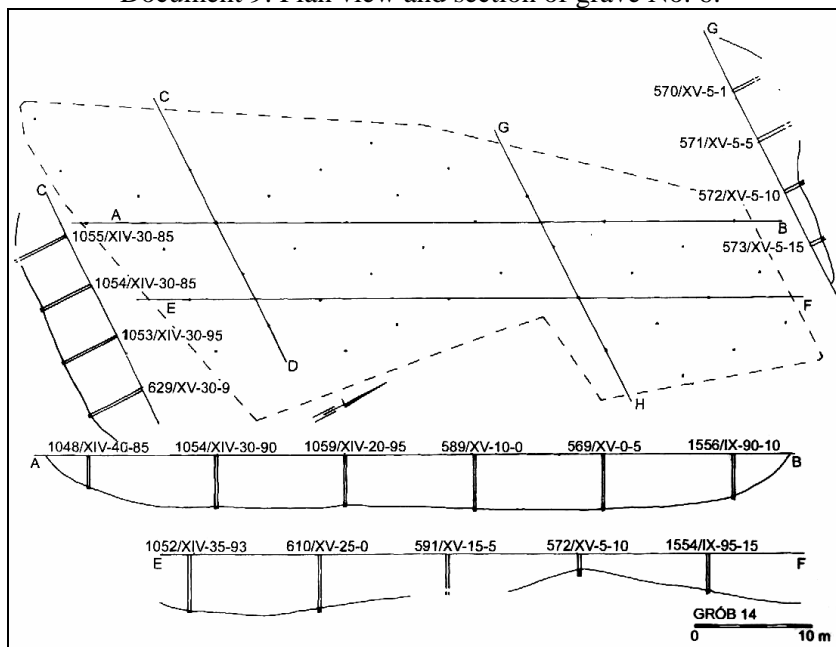 Document 9. Plan view and section of grave No. 6.
G
C
570/XV-5-1
G
571/XV-5-5
572/XV-5-10
C
A
B
1055/XIV-30-85
573/XV-5-15
1054/XIV-30-85
E
F
1053/XIV-30-95
D
629/XV-30-9
H
A
1048/XIV-40-85 1054/XIV-30-90 1059/XIV-20-95 589/XV-10-0 569/XV-0-5 1556/IX-90-10
B
1052/XIV-35-93 610/XV-25-0 591/XV-15-5 572/XV-5-10 1554/IX-95-15
E
F
GRÓB 14
0 10 m